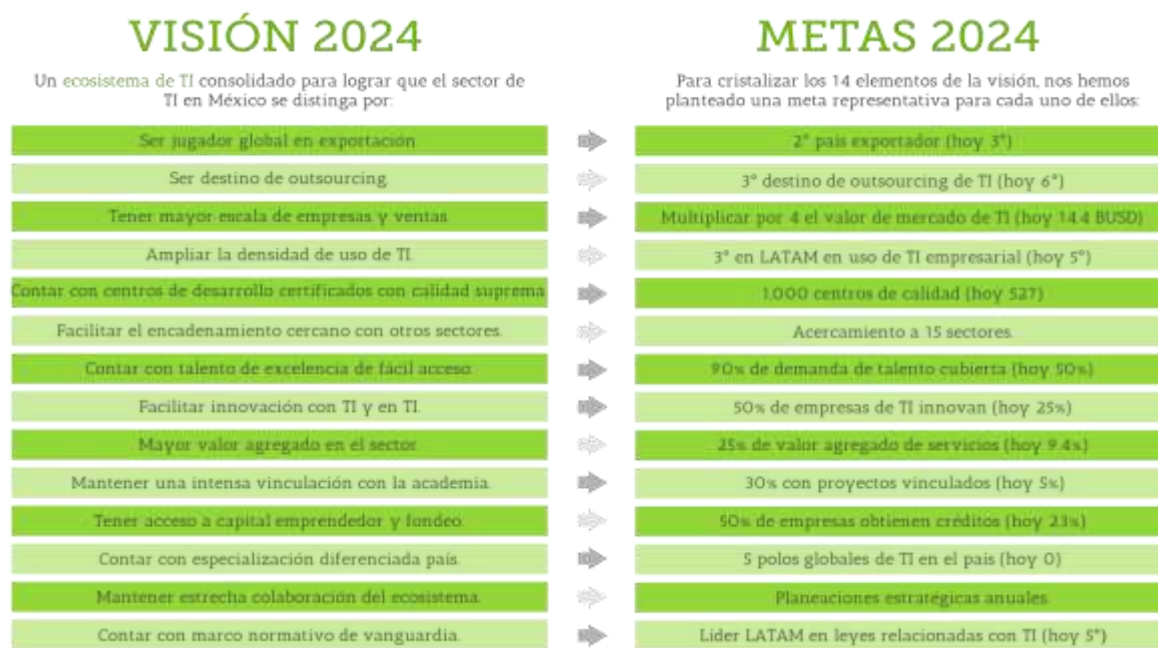 VISIÓN 2024
Un ecosistema de TI consolidado para lograr que el sector de
TI en México se distinga por:
Ser jugador global en exportación
Ser destino de outsourcing.
Tener mayor escala de empresas y ventas.
Ampliar la densidad de uso de TI.
Contar con centros de desarrollo certificados con calidad suprema.
Facilitar el encadenamiento cercano con otros sectores.
Contar con talento de excelencia de fácil acceso.
Facilitar innovación con TI y en TI.
Mayor valor agregado en el sector.
Mantener una intensa vinculación con la academia.
Tener acceso a capital emprendedor y fondeo.
Contar con especialización diferenciada país.
Mantener estrecha colaboración del ecosistema.
Contar con marco normativo de vanguardia.
METAS 2024
Para cristalizar los 14 elementos de la visión, nos hemos
planteado una meta representativa para cada uno de ellos:
2° país exportador (hoy 3°)
3° destino de outsourcing de TI (hoy 6°)
Multiplicar por 4 el valor de mercado de TI (hoy 14.4 BUSD)
3° en LATAM en uso de TI empresarial (hoy 5°)
1,000 centros de calidad (hoy 527)
Acercamiento a 15 sectores.
90% de demanda de talento cubierta (hoy 50%)
50% de empresas de TI innovan (hoy 25%)
25% de valor agregado de servicios (hoy 9.4%)
30% con proyectos vinculados (hoy 5%)
50% de empresas obtienen créditos (hoy 23%)
5 polos globales de TI en el país (hoy 0)
Planeaciones estratégicas anuales.
Líder LATAM en leyes relacionadas con TI (hoy 5°)